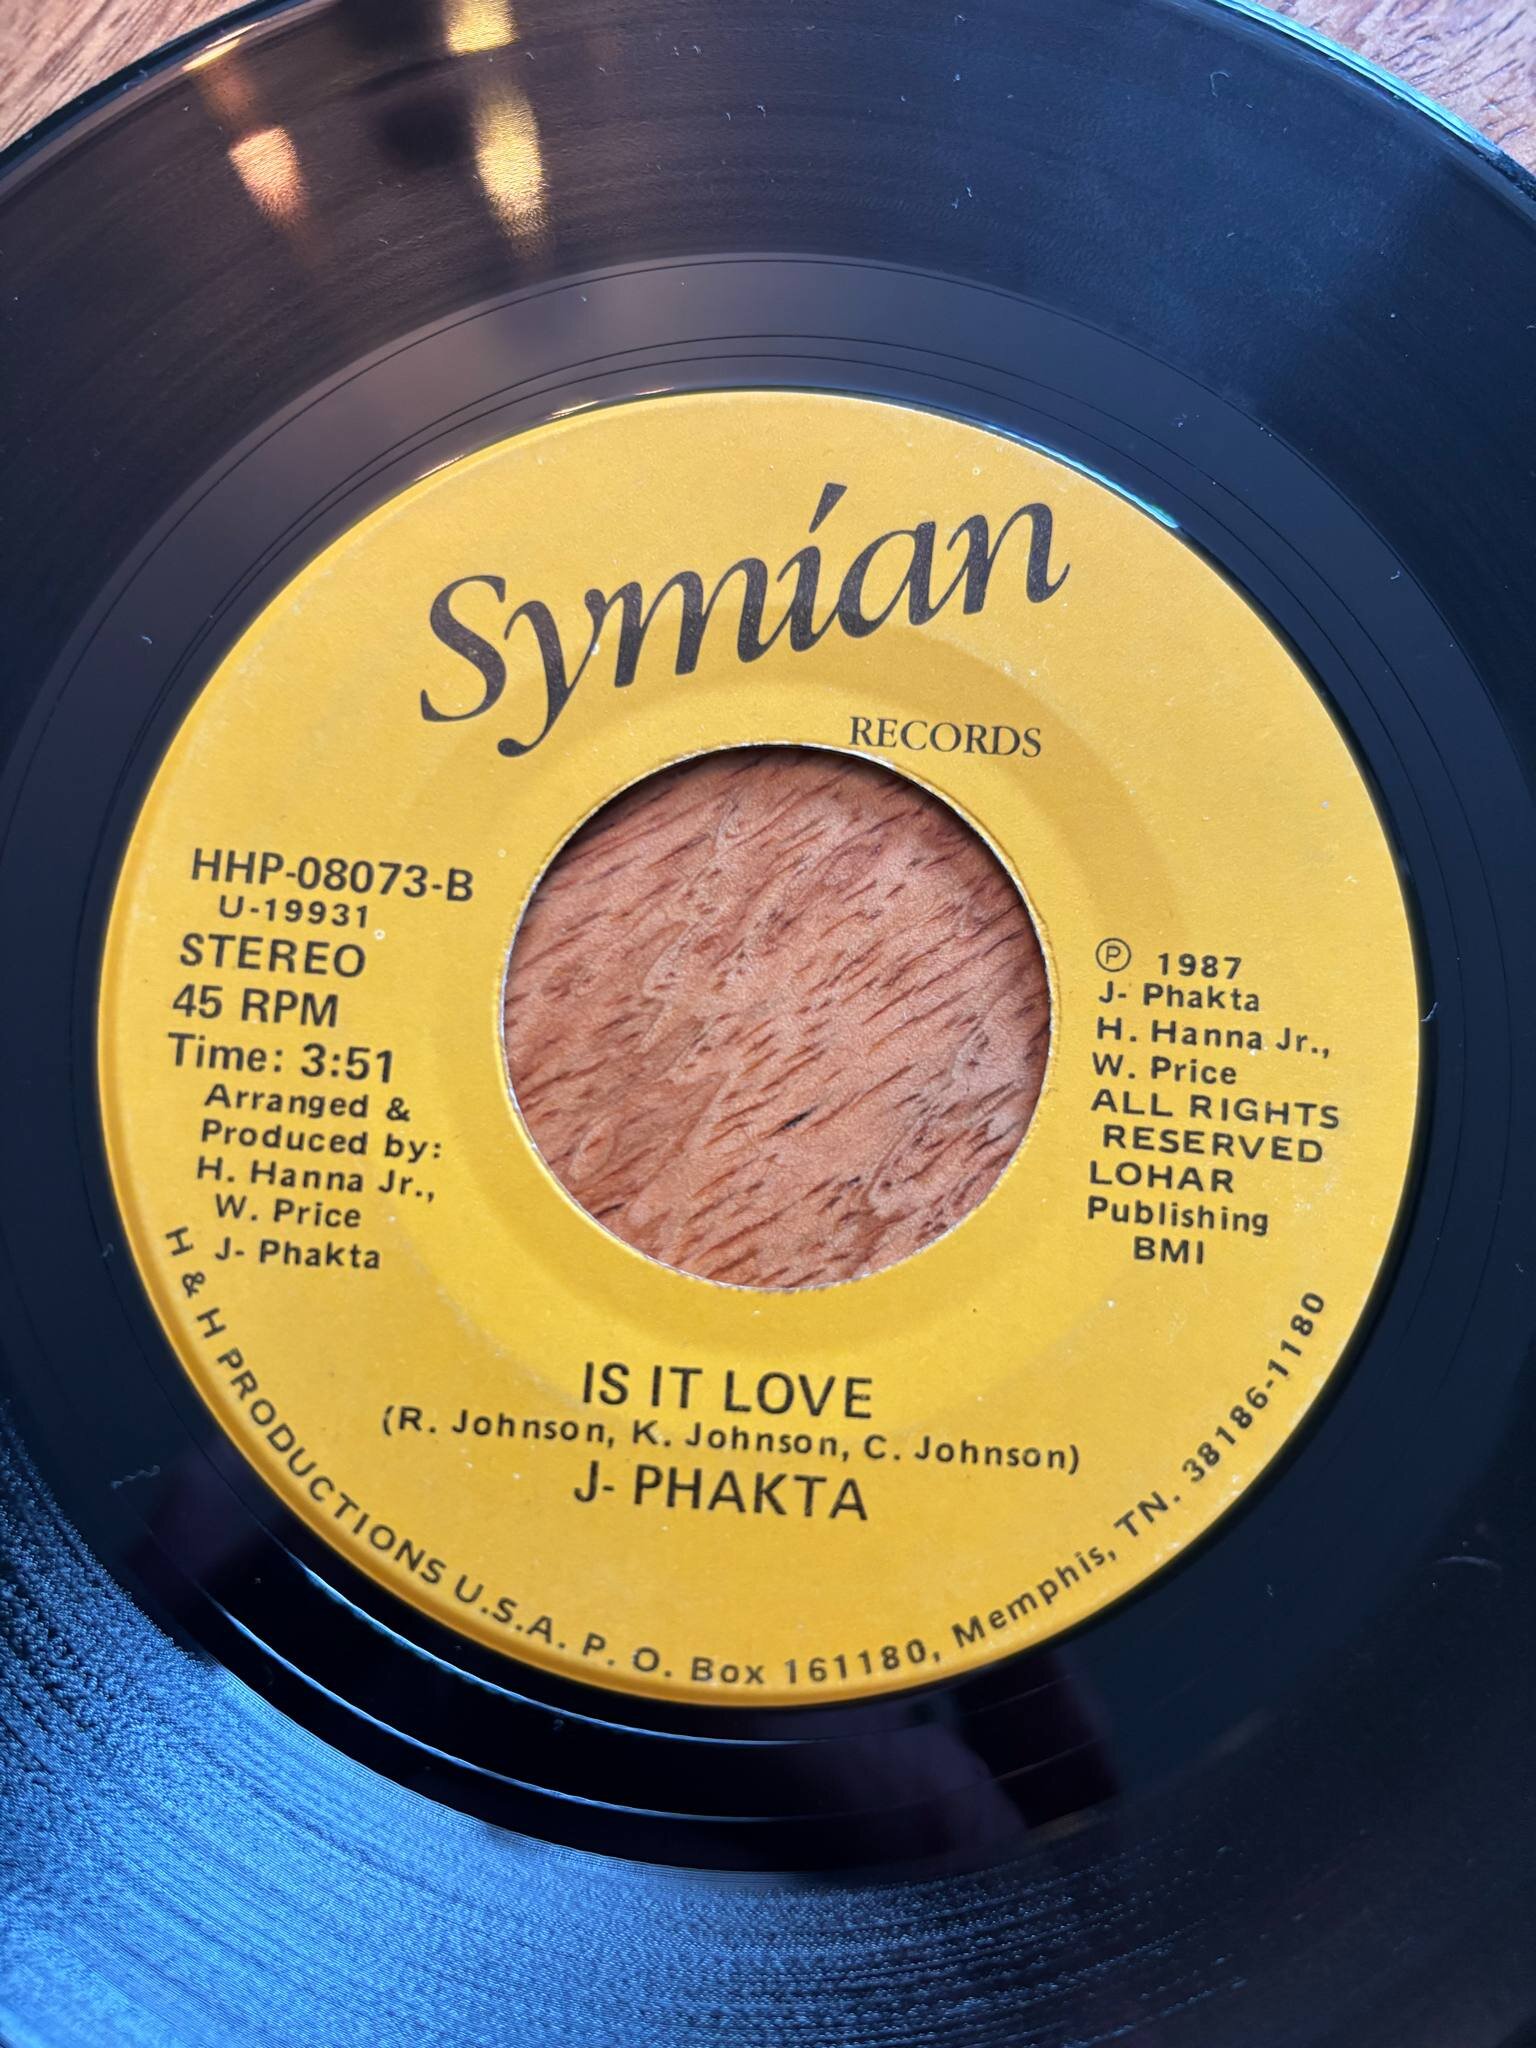 Symian
RECORDS
HHP-08073-B
U-19931
STEREO
45 RPM
Time: 3:51
Arranged &
Produced by:
H. Hanna Jr.,
W. Price
J- Phakta
℗ 1987
J- Phakta
H. Hanna Jr.,
W. Price
ALL RIGHTS
RESERVED
LOHAR
Publishing
BMI
IS IT LOVE
(R. Johnson, K. Johnson, C. Johnson)
J- PHAKTA
H & H PRODUCTIONS U.S.A. P. O. Box 161180, Memphis, TN. 38186-1180